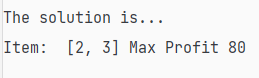 The solution is...
Item:  [2, 3] Max Profit 80